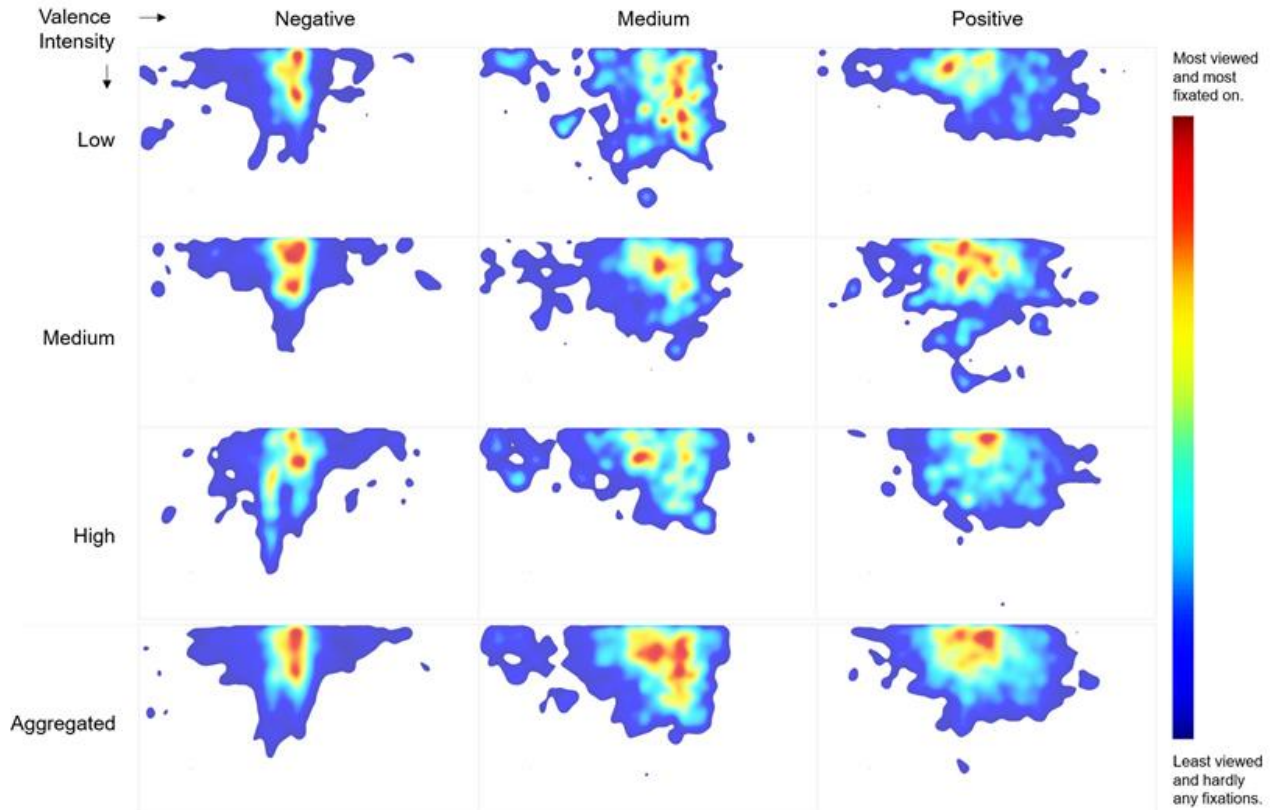 Valence →
Intensity
↓
Negative
Medium
Positive
Low
Medium
High
Aggregated
Most viewed
and most
fixated on.
Least viewed
and hardly
any fixations.